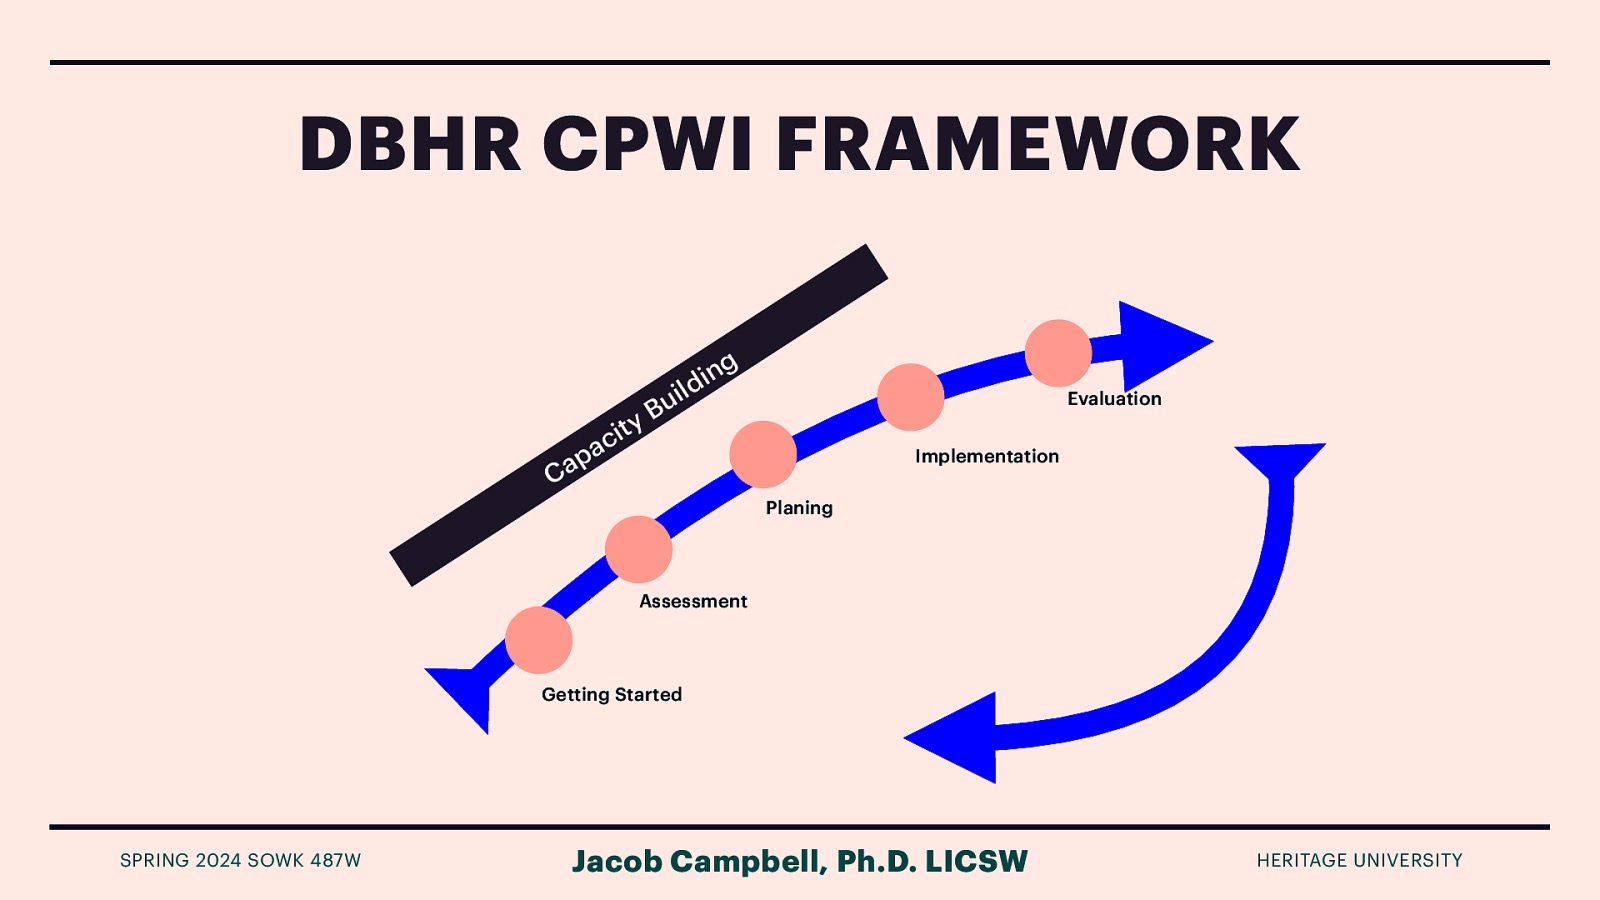 DBHR CPWI FRAMEWORK
Capacity Building
Evaluation
Implementation
Planing
Assessment
Getting Started
SPRING 2024 SOWK 487W
Jacob Campbell, Ph.D. LICSW
HERITAGE UNIVERSITY